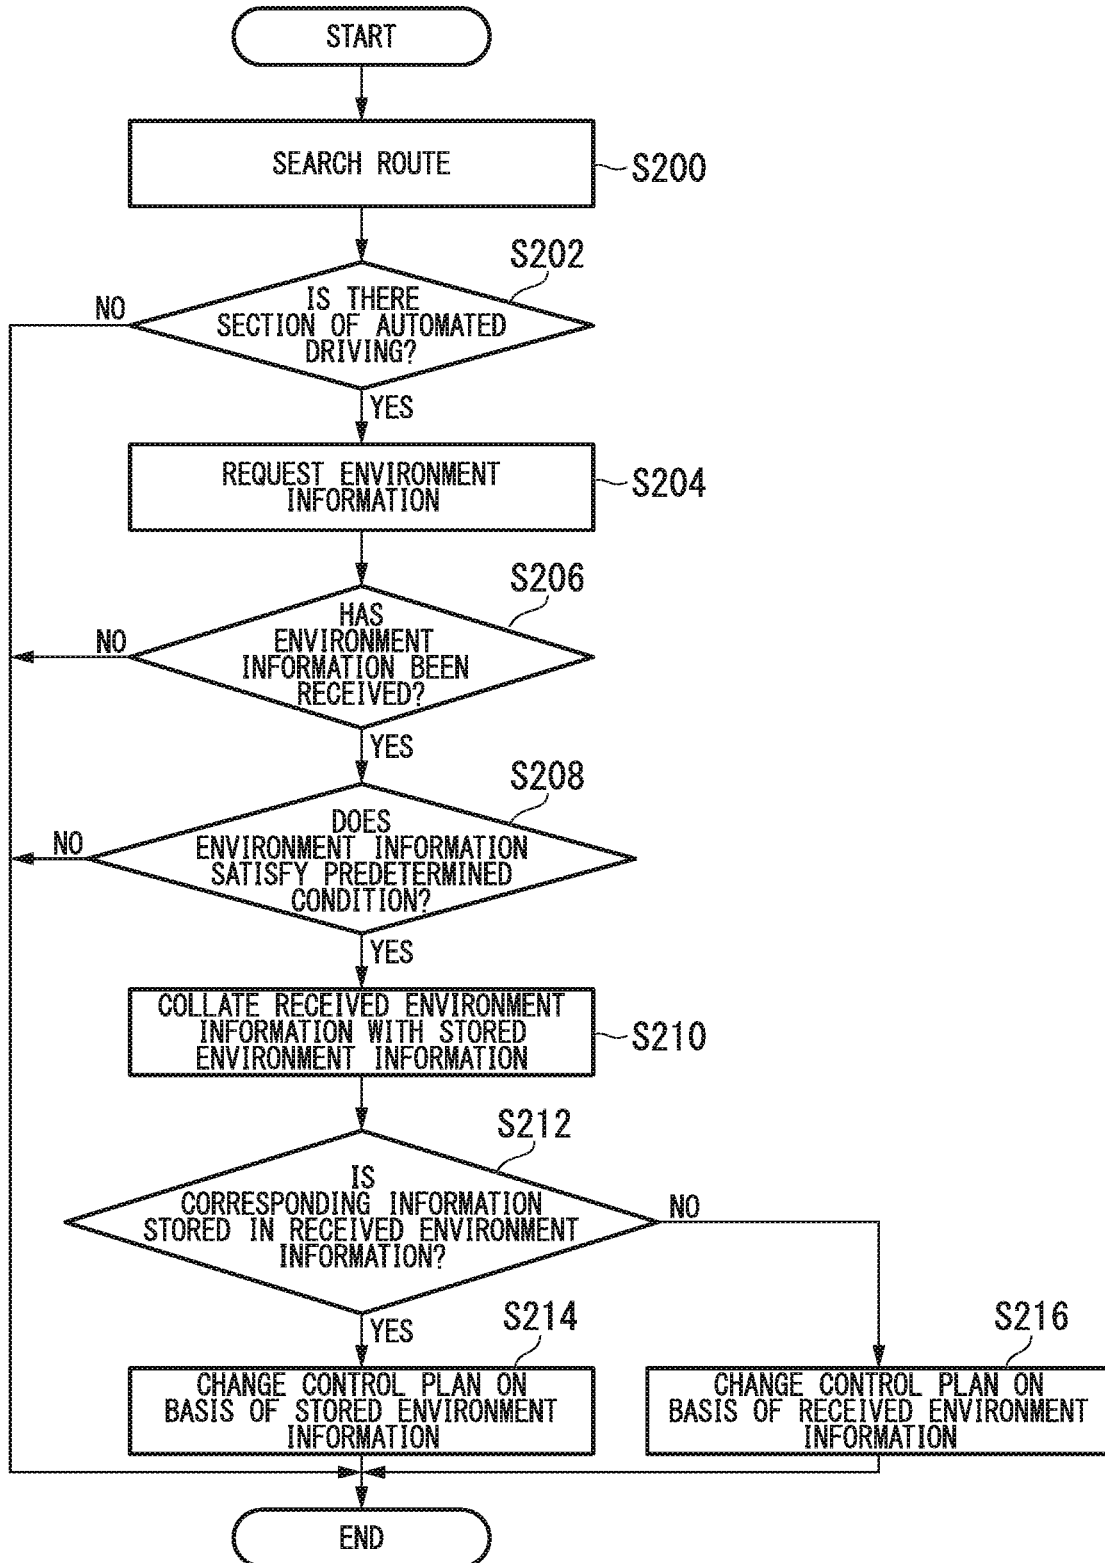 START
SEARCH ROUTE
S200
S202
IS THERE
SECTION OF AUTOMATED
DRIVING?
NO
YES
REQUEST ENVIRONMENT
INFORMATION
S204
S206
HAS
ENVIRONMENT
INFORMATION BEEN
RECEIVED?
NO
YES
S208
DOES
ENVIRONMENT INFORMATION
SATISFY PREDETERMINED
CONDITION?
NO
YES
COLLATE RECEIVED ENVIRONMENT
INFORMATION WITH STORED
ENVIRONMENT INFORMATION
S210
S212
IS
CORRESPONDING INFORMATION
STORED IN RECEIVED ENVIRONMENT
INFORMATION?
NO
YES
S214
CHANGE CONTROL PLAN ON
BASIS OF STORED ENVIRONMENT
INFORMATION
S216
CHANGE CONTROL PLAN ON
BASIS OF RECEIVED ENVIRONMENT
INFORMATION
END